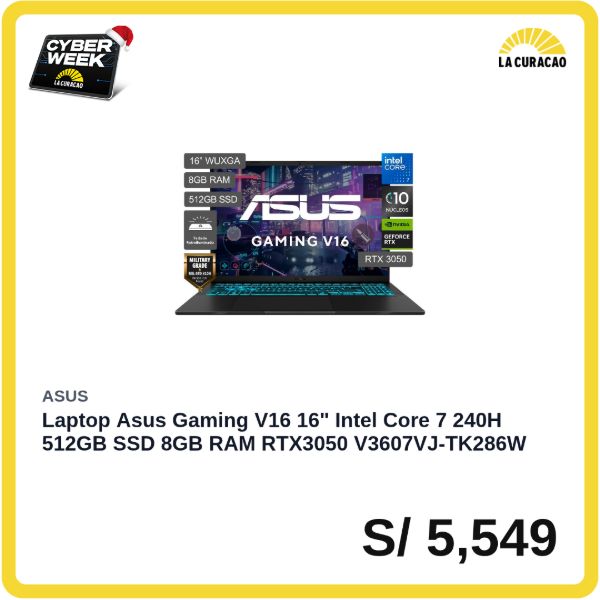 CYBER
WEEK
LA CURACAO
LA CURACAO
16" WUXGA
8GB RAM
512GB SSD
intel
CORE
10
NÚCLEOS
NVIDIA
GEFORCE
RTX
RTX 3050
ASUS
GAMING V16
MILITARY
GRADE
ASUS
Laptop Asus Gaming V16 16" Intel Core 7 240H
512GB SSD 8GB RAM RTX3050 V3607VJ-TK286W
S/ 5,549